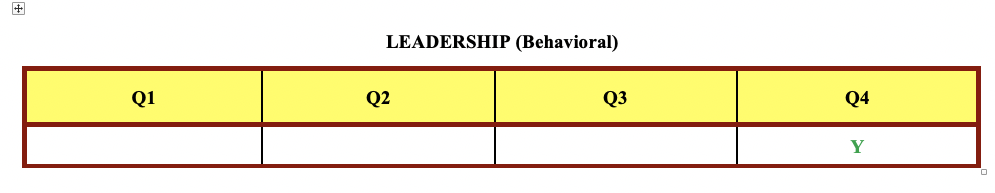 LEADERSHIP (Behavioral)
Q1 Q2 Q3 Q4
Y